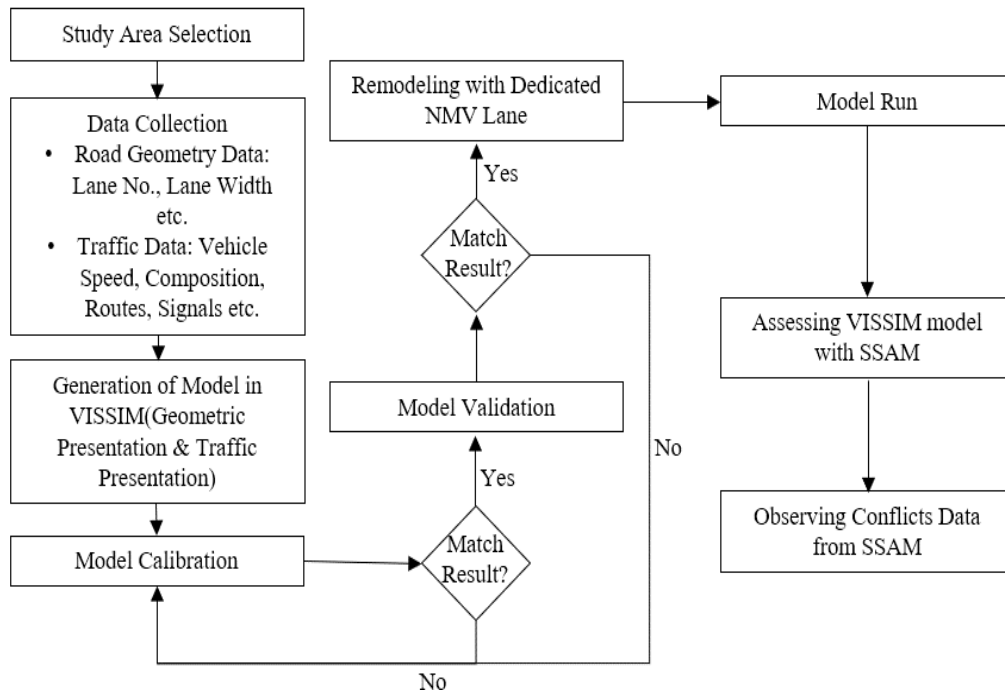 Study Area Selection
Data Collection
• Road Geometry Data:
Lane No., Lane Width
etc.
• Traffic Data: Vehicle
Speed, Composition,
Routes, Signals etc.
Generation of Model in
VISSIM(Geometric
Presentation & Traffic
Presentation)
Model Calibration
Match
Result?
No
Yes
Model Validation
Match
Result?
No
Yes
Remodeling with Dedicated
NMV Lane
Model Run
Assessing VISSIM model
with SSAM
Observing Conflicts Data
from SSAM